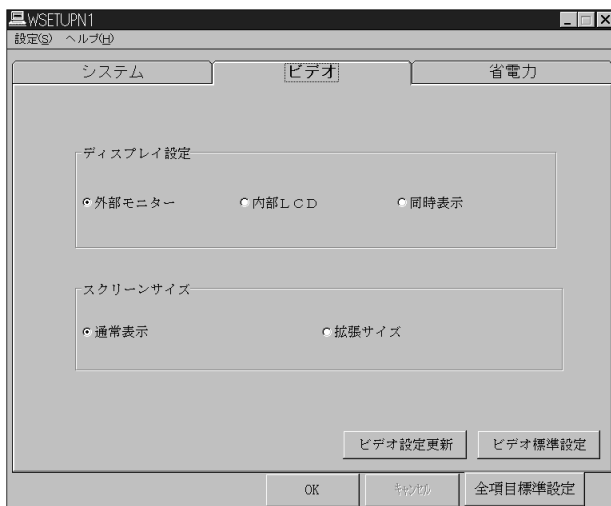 WSETUPN1
設定(S) ヘルプ(H)
システム ビデオ 省電力
ディスプレイ設定
外部モニター 内部LCD 同時表示
スクリーンサイズ
通常表示 拡張サイズ
ビデオ設定更新 ビデオ標準設定
OK キャンセル 全項目標準設定